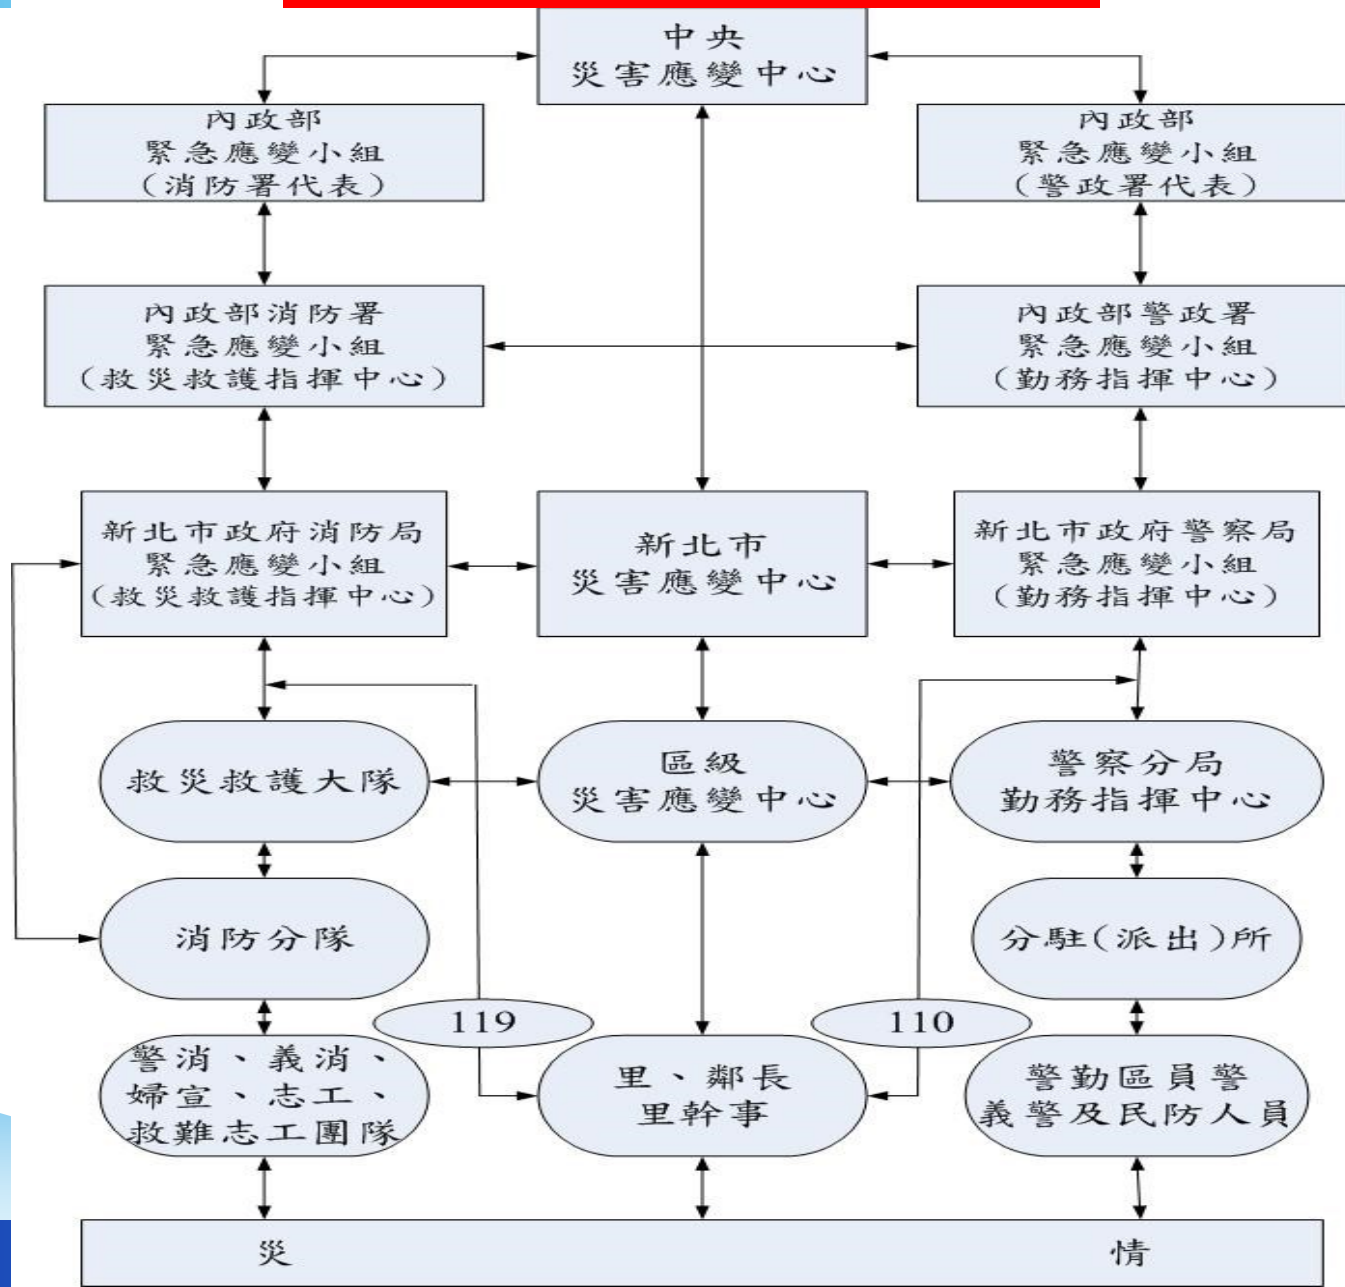 中央
災害應變中心
內政部
緊急應變小組
（消防署代表）
內政部
緊急應變小組
（警政署代表）
內政部消防署
緊急應變小組
（救災救護指揮中心）
內政部警政署
緊急應變小組
（勤務指揮中心）
新北市政府消防局
緊急應變小組
（救災救護指揮中心）
新北市
災害應變中心
新北市政府警察局
緊急應變小組
（勤務指揮中心）
救災救護大隊
區級
災害應變中心
警察分局
勤務指揮中心
消防分隊
分駐(派出)所
119
110
警消、義消、
婦宣、志工、
救難志工團隊
里、鄰長
里幹事
警勤區員警
義警及民防人員
災 情